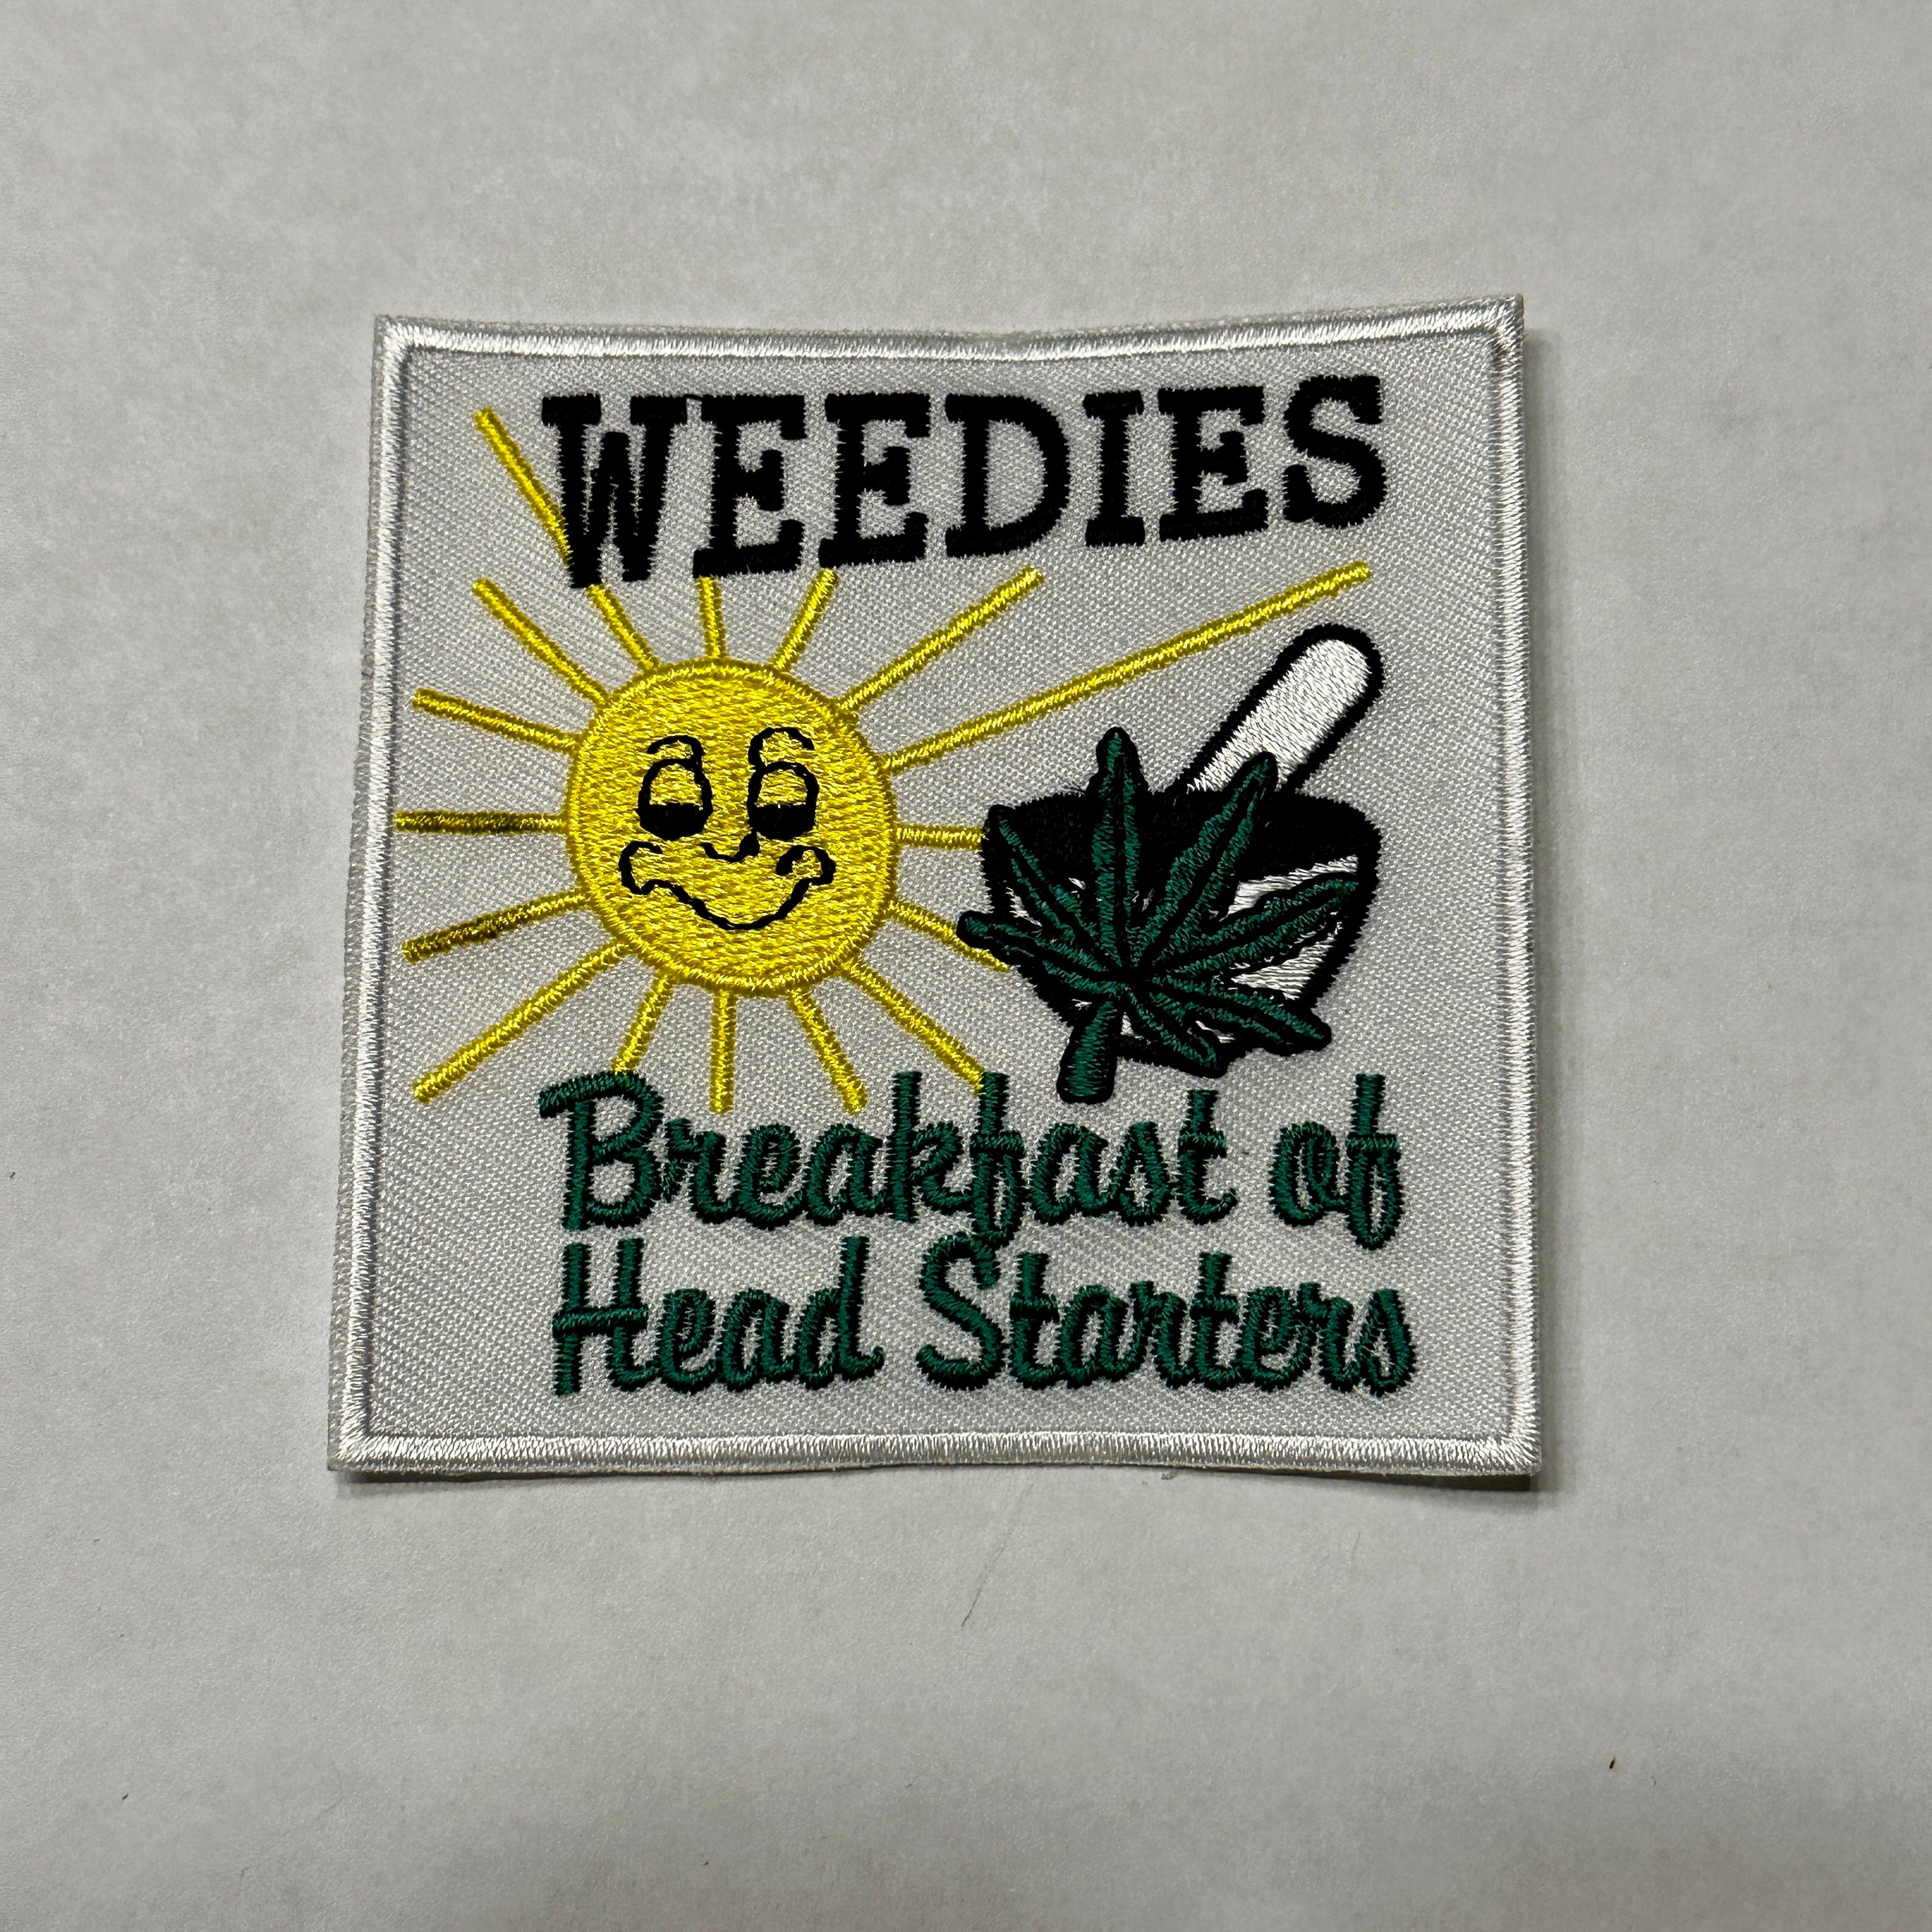 WEEDIES
Breakfast of
Head Starters